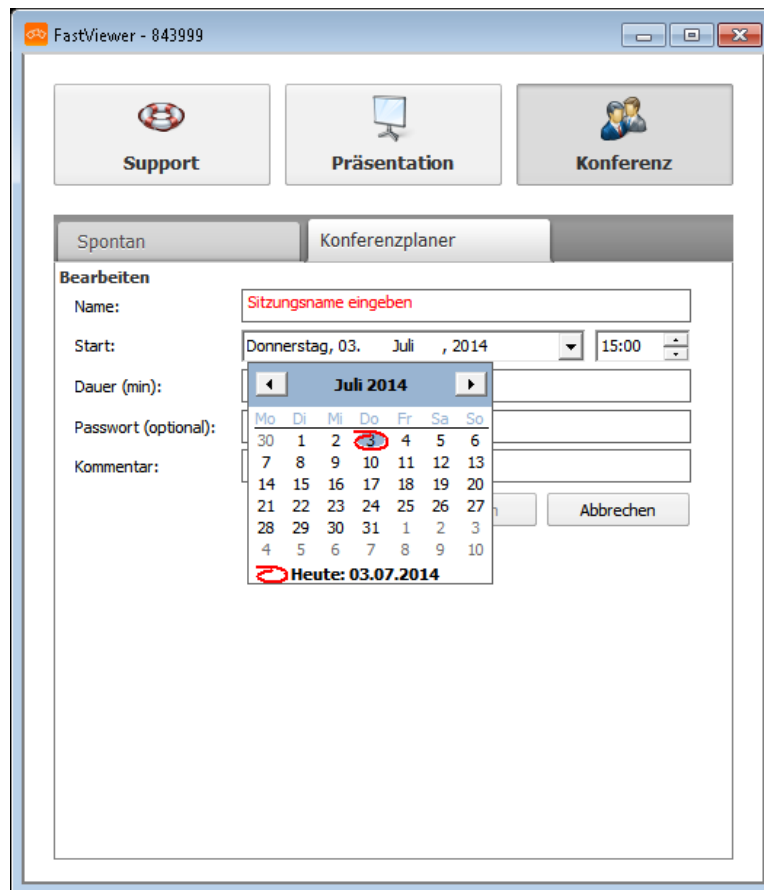 FastViewer - 843999
Support Präsentation Konferenz
Spontan Konferenzplaner
Bearbeiten
Name: Sitzungsname eingeben
Start: Donnerstag, 03. Juli , 2014 15:00
Dauer (min):
Juli 2014
Passwort (optional):
Mo Di Mi Do Fr Sa So
30 1 2 3 4 5 6
Kommentar:
7 8 9 10 11 12 13
14 15 16 17 18 19 20
21 22 23 24 25 26 27
Abbrechen
28 29 30 31 1 2 3
4 5 6 7 8 9 10
Heute: 03.07.2014